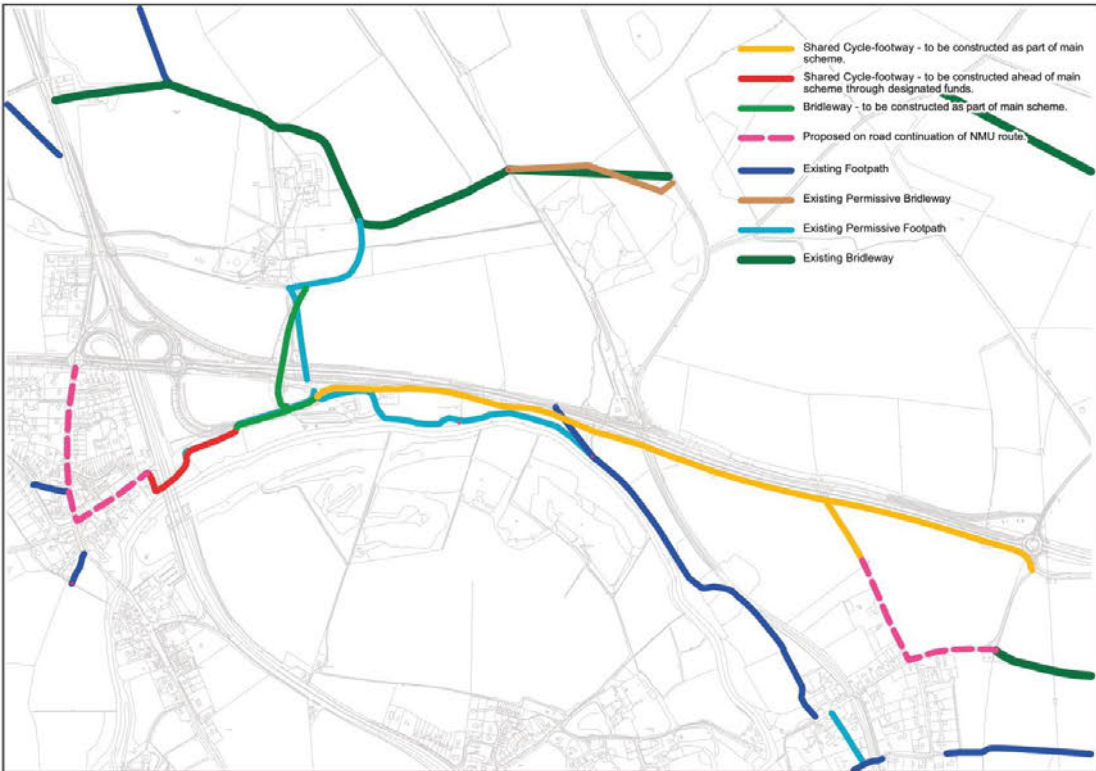 Shared Cycle-footway - to be constructed as part of main
scheme.
Shared Cycle-footway - to be constructed ahead of main
scheme through designated funds.
Bridleway - to be constructed as part of main scheme.
Proposed on road continuation of NMU route.
Existing Footpath
Existing Permissive Bridleway
Existing Permissive Footpath
Existing Bridleway